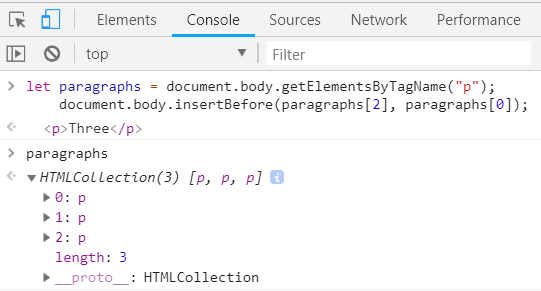 Elements Console Sources Network Performance
top ▼ Filter
> let paragraphs = document.body.getElementsByTagName("p");
document.body.insertBefore(paragraphs[2], paragraphs[0]);
<p>Three</p>
> paragraphs
▼ HTMLCollection(3) [p, p, p] i
▶ 0: p
▶ 1: p
▶ 2: p
length: 3
▶ __proto__: HTMLCollection